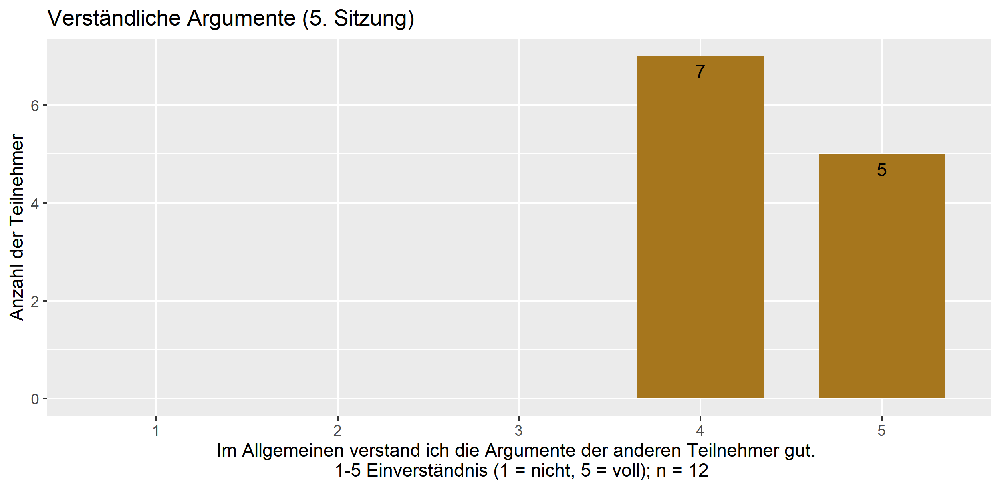 Verständliche Argumente (5. Sitzung)
Anzahl der Teilnehmer
6
4
2
0
7
5
1
2
3
4
5
Im Allgemeinen verstand ich die Argumente der anderen Teilnehmer gut.
1-5 Einverständnis (1 = nicht, 5 = voll); n = 12